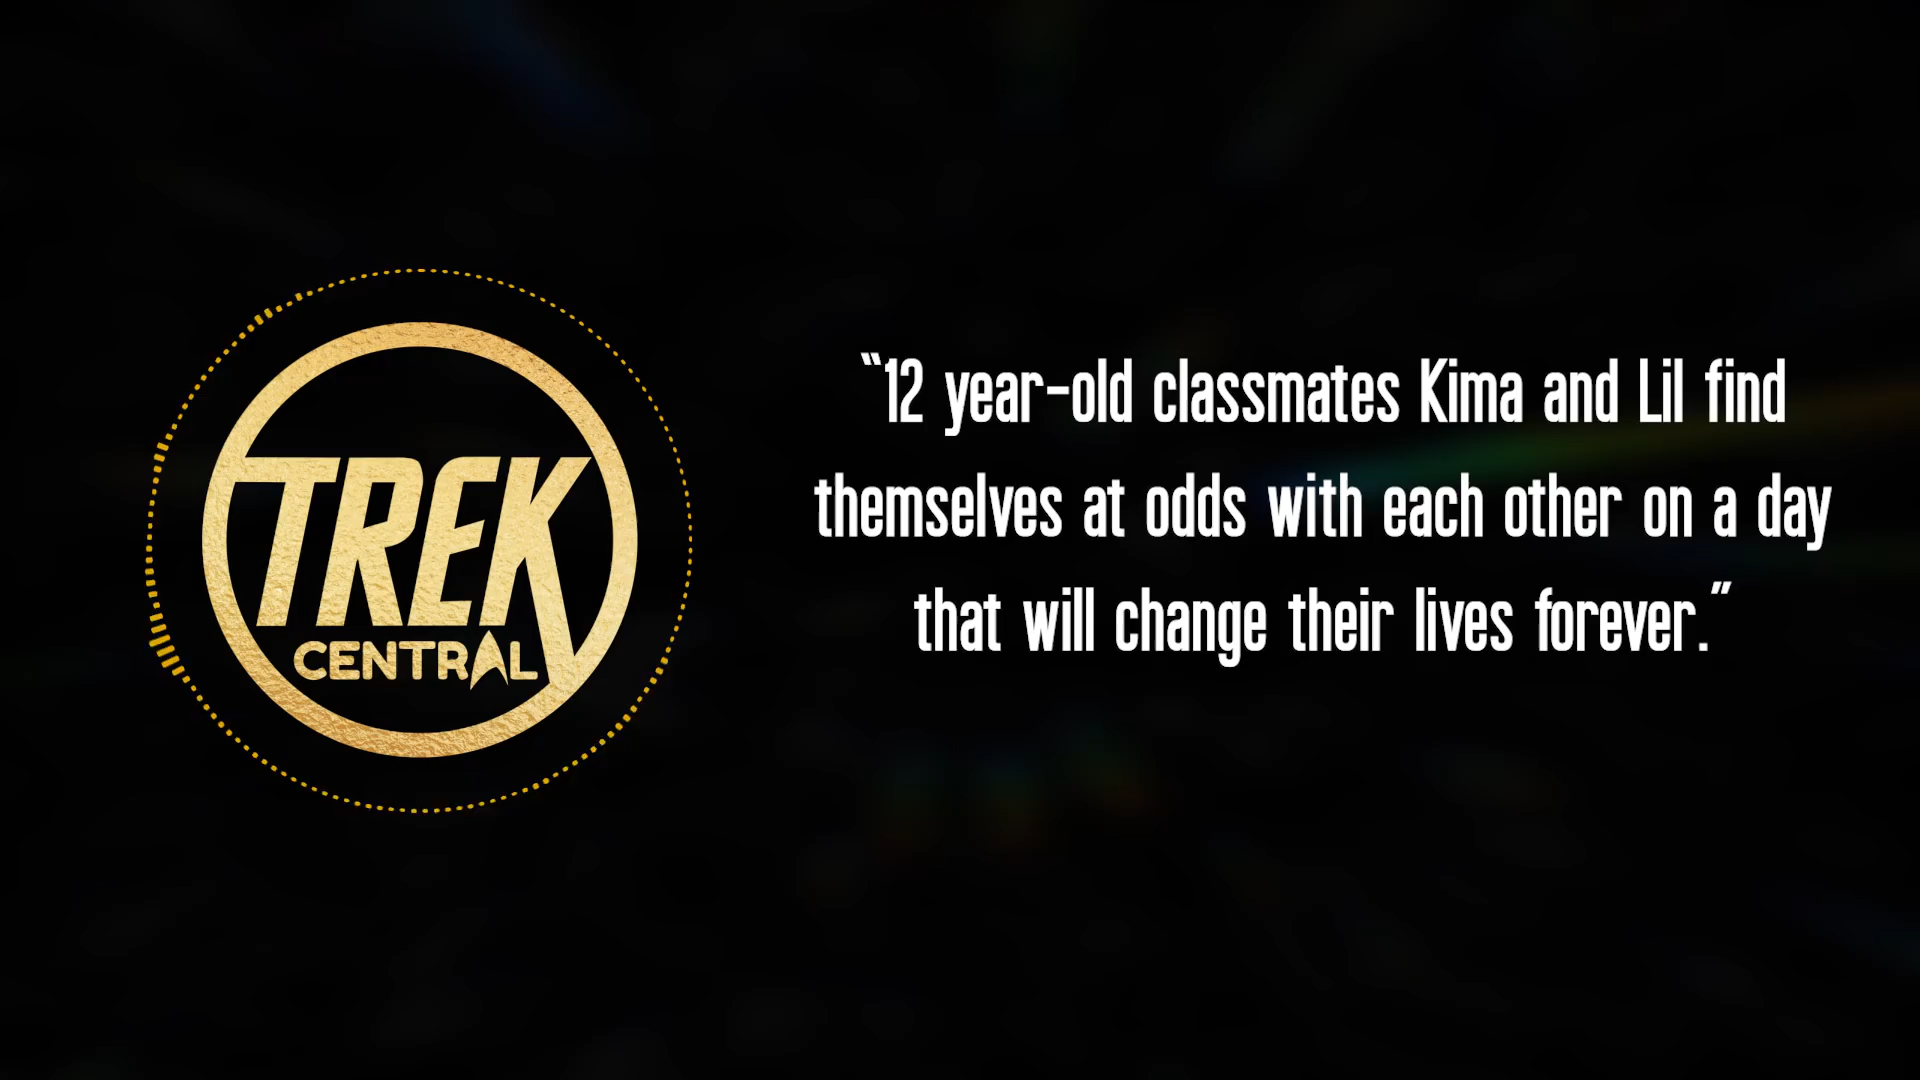 TREK
CENTRAL
"12 year-old classmates Kima and Lil find
themselves at odds with each other on a day
that will change their lives forever."